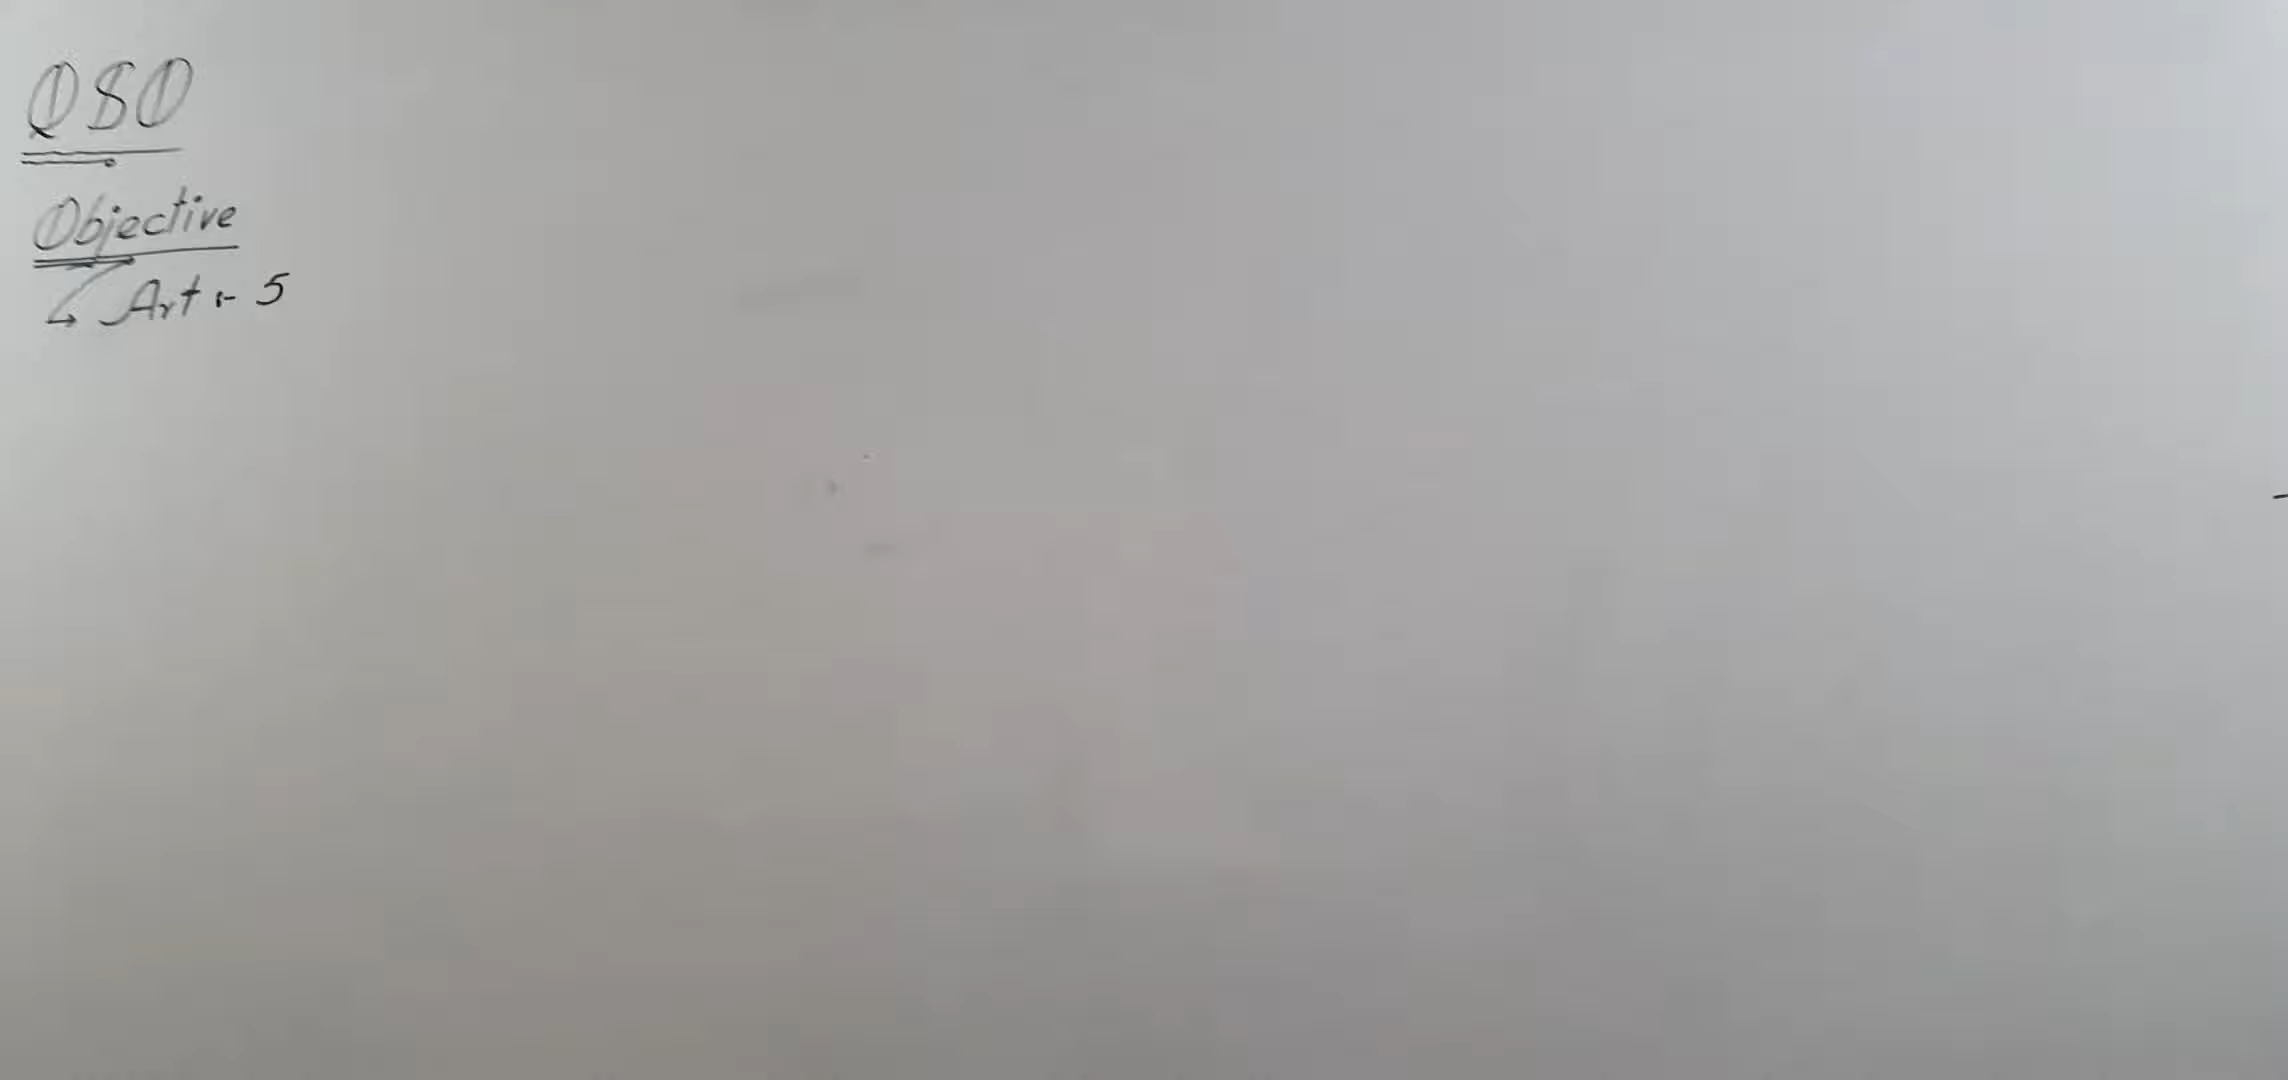 QSO
Objective
↳ Art :- 5